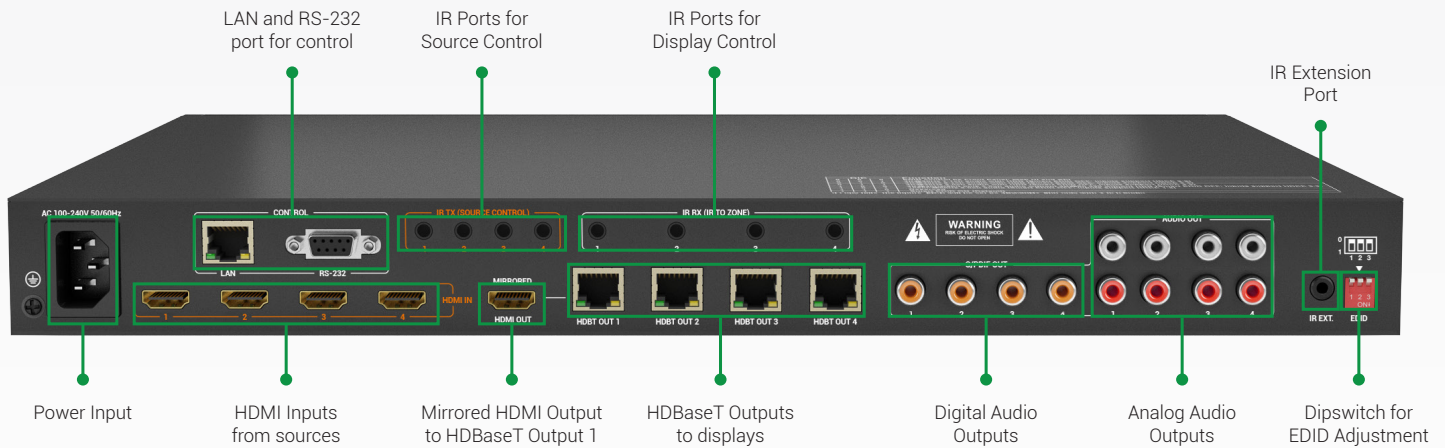 LAN and RS-232
port for control
IR Ports for
Source Control
IR Ports for
Display Control
IR Extension
Port
AC 100-240V 50/60Hz
CONTROL
LAN
RS-232
IR TX (SOURCE CONTROL)
1 2 3 4
IR RX (IR TO ZONE)
1 2 3 4
WARNING
RISK OF ELECTRIC SHOCK
DO NOT OPEN
AUDIO OUT
1 2 3 4
S/PDIF OUT
1 2 3 4
0
1
1 2 3
1 2 3
ON
IR EXT.
EDID
HDMI IN
1 2 3 4
MIRRORED
HDMI OUT
HDBT OUT 1
HDBT OUT 2
HDBT OUT 3
HDBT OUT 4
Power Input
HDMI Inputs
from sources
Mirrored HDMI Output
to HDBaseT Output 1
HDBaseT Outputs
to displays
Digital Audio
Outputs
Analog Audio
Outputs
Dipswitch for
EDID Adjustment